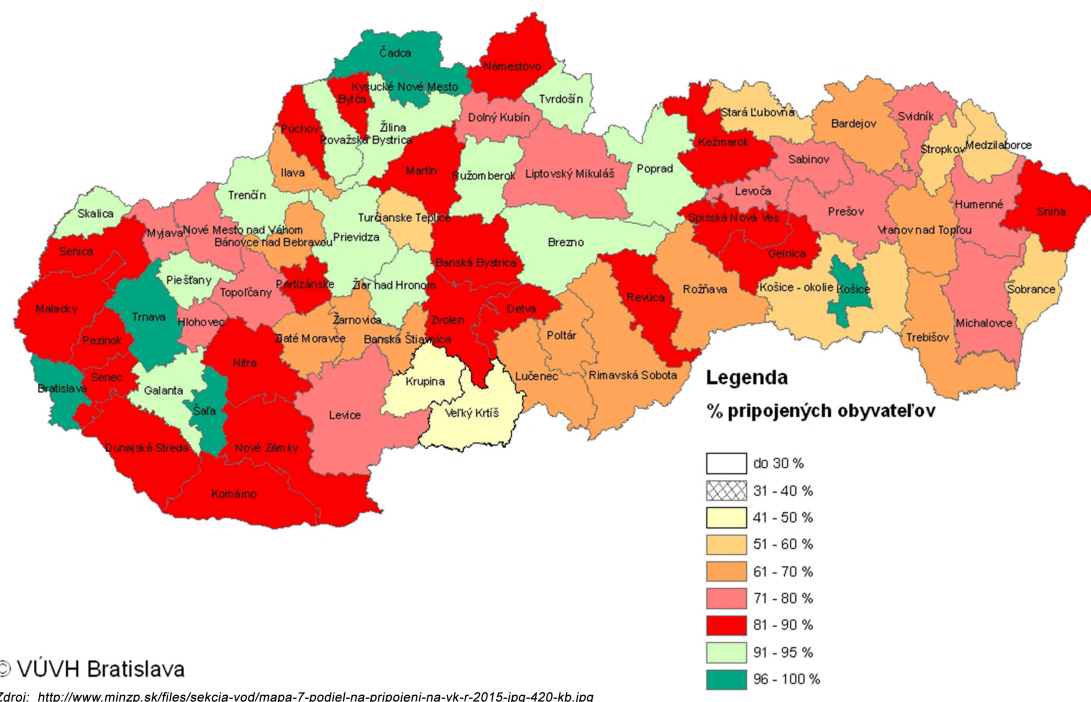 Čadca
Námestovo
Kysucké Nové Mesto
Bytča
Tvrdošín
Stará Ľubovňa
Dolný Kubín
Svidník
Bardejov
Púchov
Žilina
Považská Bystrica
Kežmarok
Stropkov
Medzilaborce
Sabinov
Martin
Ilava
Ružomberok
Liptovský Mikuláš
Poprad
Levoča
Trenčín
Humenné
Snina
Skalica
Turčianske Teplice
Spišská Nová Ves
Prešov
Myjava
Nové Mesto nad Váhom
Vranov nad Topľou
Bánovce nad Bebravou
Prievidza
Brezno
Senica
Gelnica
Banská Bystrica
Piešťany
Partizánske
Žiar nad Hronom
Košice - okolie
Košice
Rožňava
Sobrance
Topoľčany
Revúca
Malacky
Trnava
Hlohovec
Žarnovica
Zvolen
Detva
Michalovce
Pezinok
Zlaté Moravce
Banská Štiavnica
Poltár
Trebišov
Nitra
Senec
Lučenec
Rimavská Sobota
Krupina
Bratislava
Galanta
Šaľa
Levice
Veľký Krtíš
Dunajská Streda
Nové Zámky
Komárno
Legenda
% pripojených obyvateľov
do 30 %
31 - 40 %
41 - 50 %
51 - 60 %
61 - 70 %
71 - 80 %
81 - 90 %
91 - 95 %
96 - 100 %
© VÚVH Bratislava
Zdroj: http://www.minzp.sk/files/sekcia-vod/mapa-7-podiel-na-pripojeni-na-vk-r-2015-jpg-420-kb.jpg